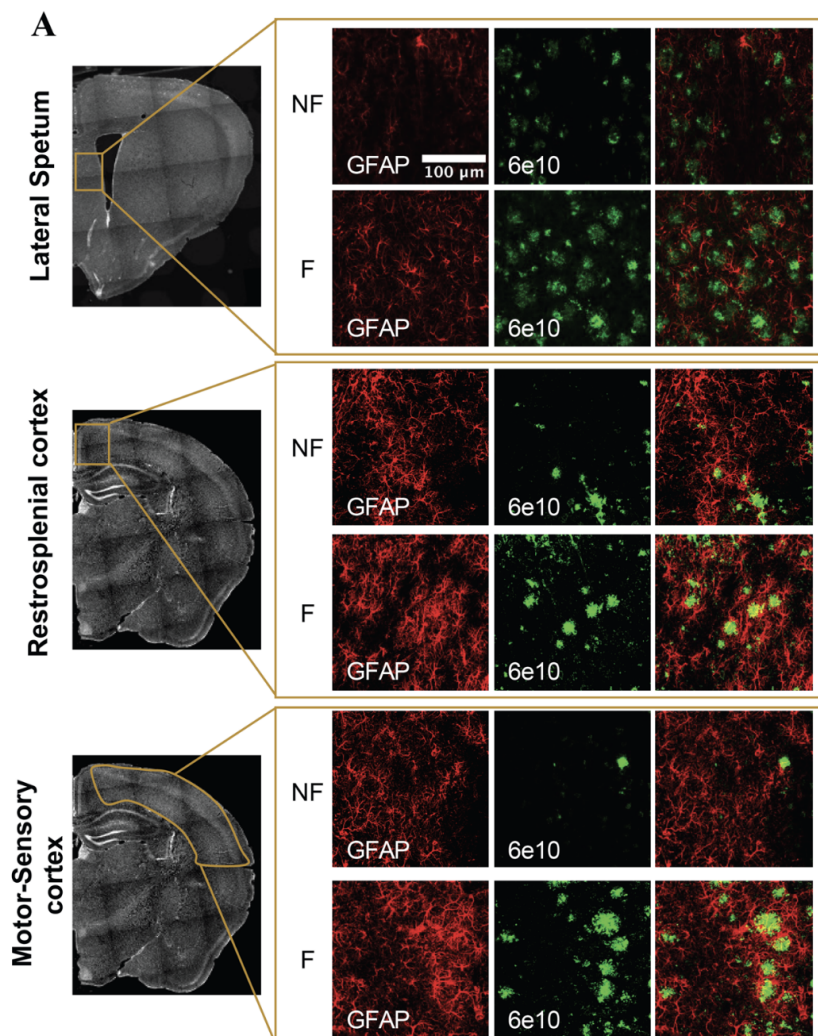 A
Lateral Spetum
NF
GFAP
100 µm
6e10
F
GFAP
6e10
Restrosplenial cortex
NF
GFAP
6e10
F
GFAP
6e10
Motor-Sensory
cortex
NF
GFAP
6e10
F
GFAP
6e10